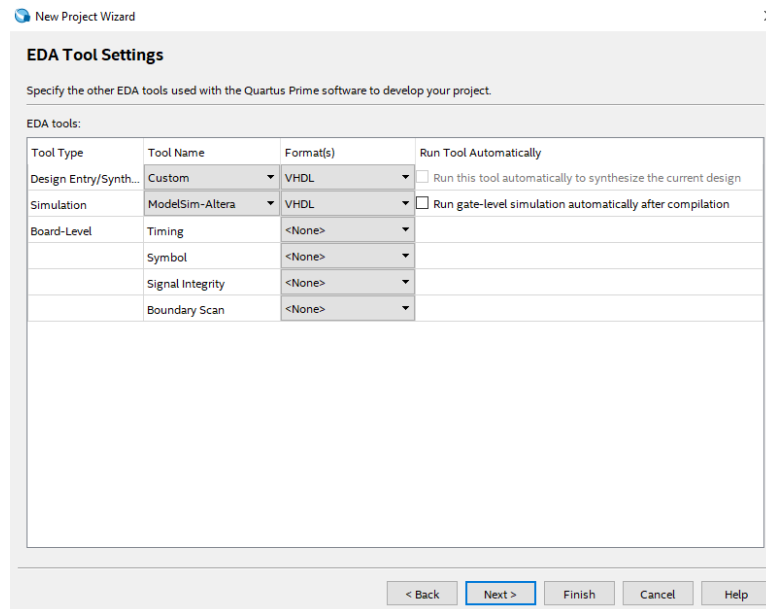 New Project Wizard
EDA Tool Settings
Specify the other EDA tools used with the Quartus Prime software to develop your project.
EDA tools:
Tool Type Tool Name Format(s) Run Tool Automatically
Design Entry/Synth... Custom VHDL Run this tool automatically to synthesize the current design
Simulation ModelSim-Altera VHDL Run gate-level simulation automatically after compilation
Board-Level Timing <None>
Symbol <None>
Signal Integrity <None>
Boundary Scan <None>
< Back Next > Finish Cancel Help